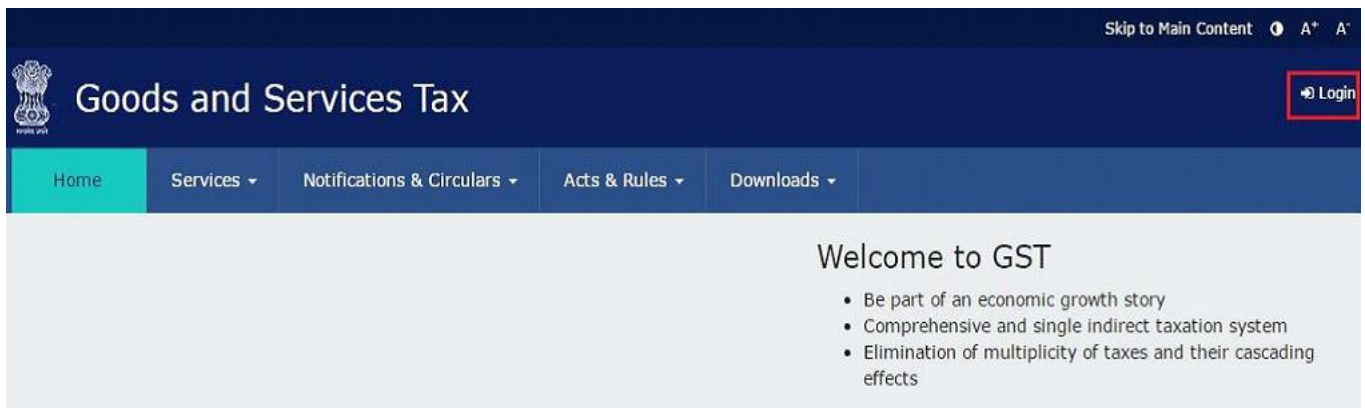 Skip to Main Content A+ A-
Goods and Services Tax
Login
Home Services Notifications & Circulars Acts & Rules Downloads
Welcome to GST
• Be part of an economic growth story
• Comprehensive and single indirect taxation system
• Elimination of multiplicity of taxes and their cascading
effects